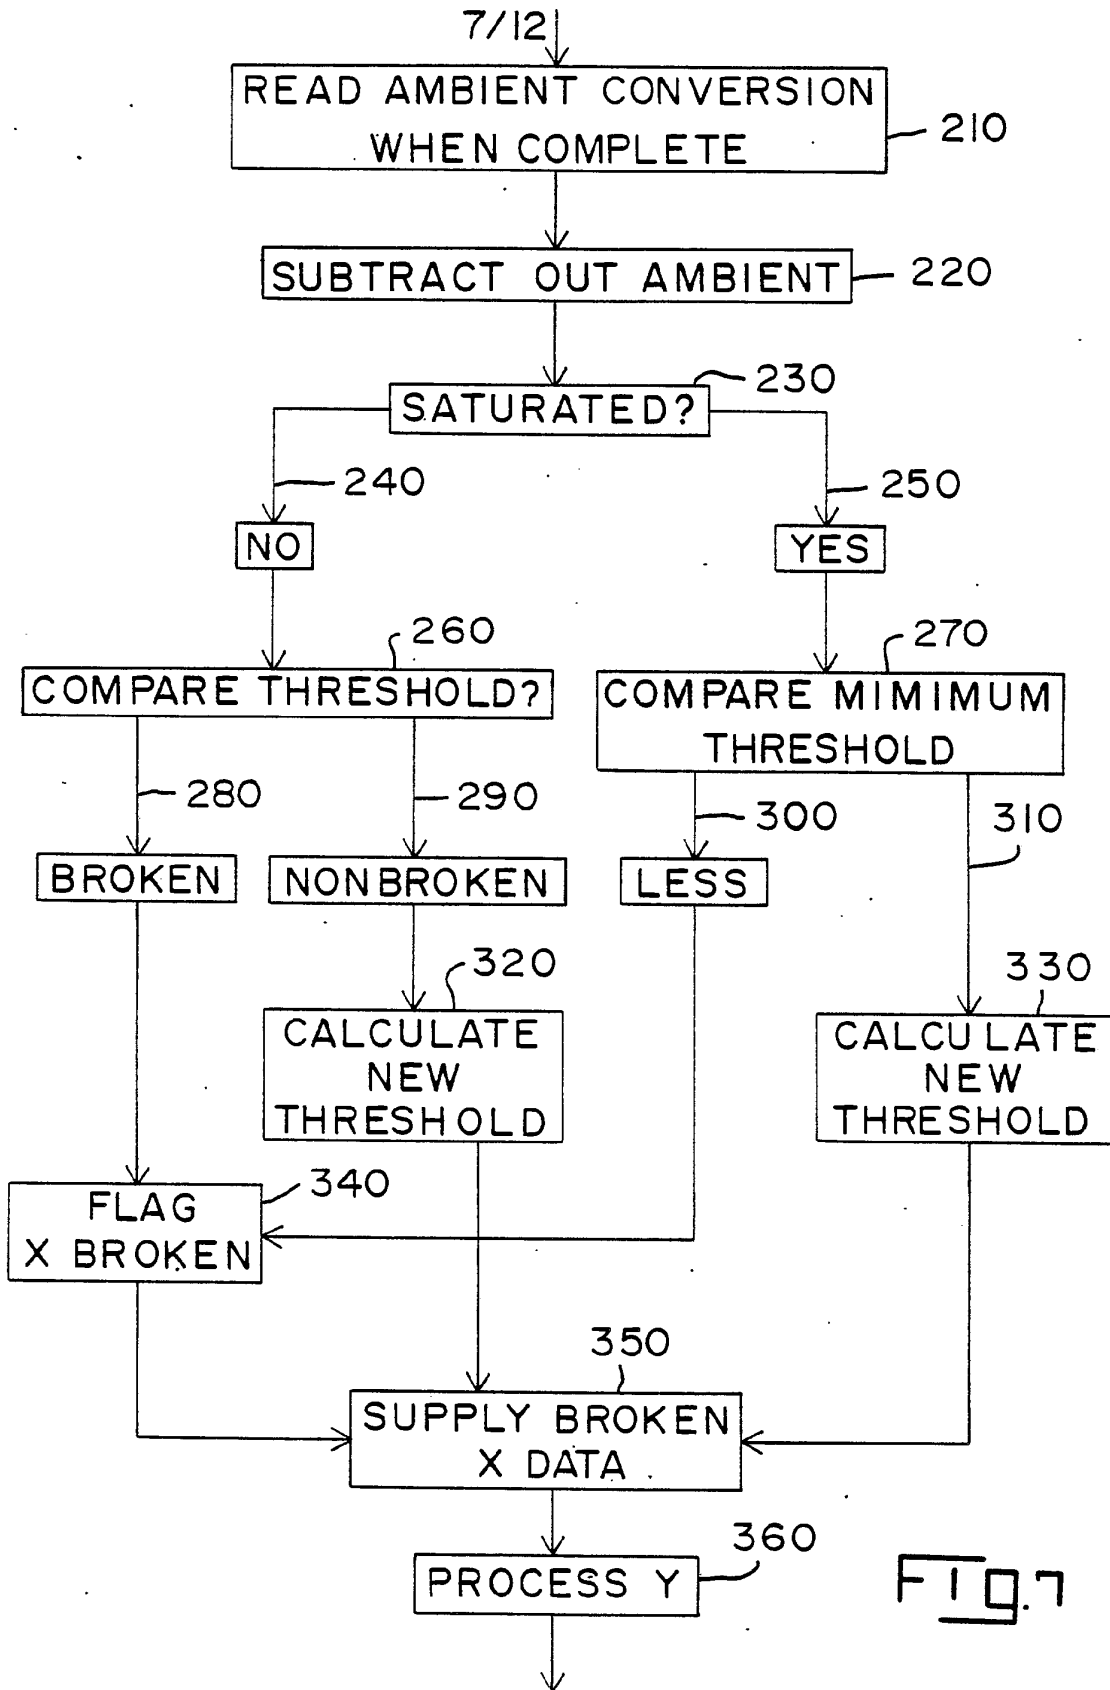 7/12
READ AMBIENT CONVERSION
WHEN COMPLETE
210
SUBTRACT OUT AMBIENT
220
230
SATURATED?
240
250
NO
YES
260
270
COMPARE THRESHOLD?
COMPARE MIMIMUM
THRESHOLD
280
290
300
310
BROKEN
NONBROKEN
LESS
320
330
CALCULATE
NEW
THRESHOLD
CALCULATE
NEW
THRESHOLD
340
FLAG
X BROKEN
350
SUPPLY BROKEN
X DATA
360
PROCESS Y
Fig.7